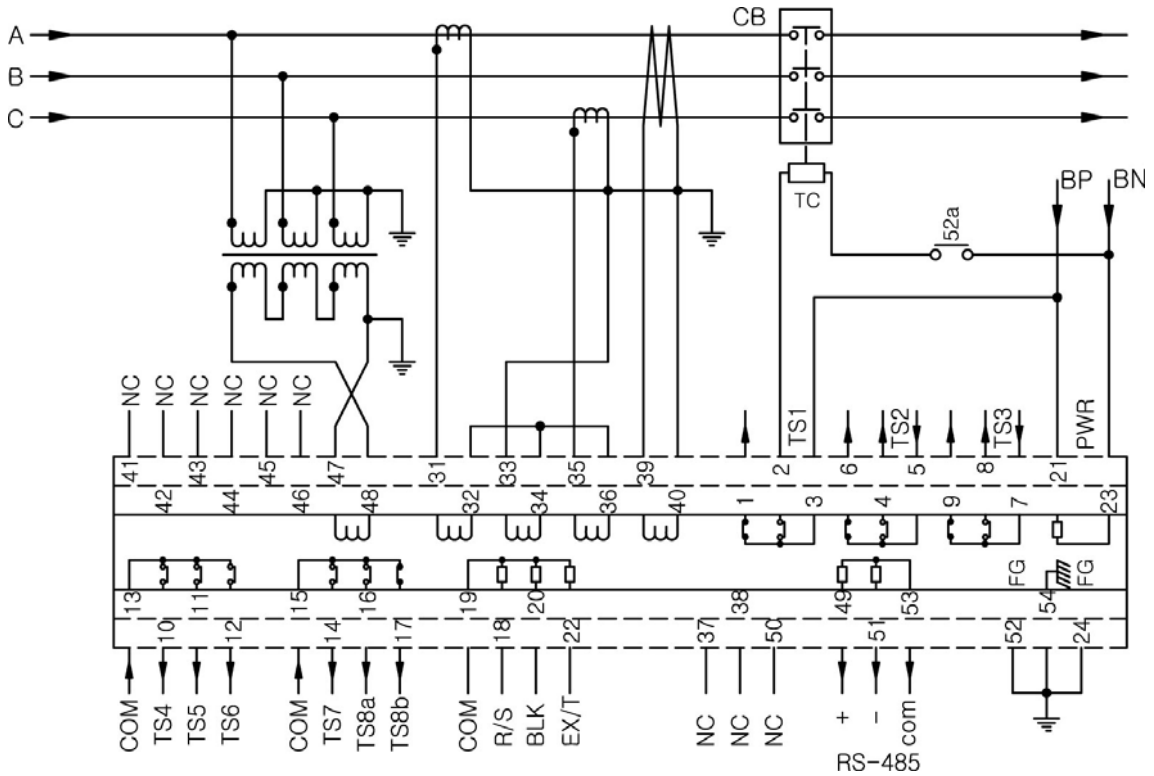 CB
A
B
C
BP
BN
TC
52a
NC
NC
NC
NC
NC
NC
TS1
TS2
TS3
PWR
41
43
45
47
31
33
35
39
2
6
5
8
21
42
44
46
48
32
34
36
40
1
3
4
9
7
23
FG
FG
13
11
15
16
19
20
38
49
53
54
10
12
14
17
18
22
37
50
51
52
24
COM
TS4
TS5
TS6
COM
TS7
TS8a
TS8b
COM
R/S
BLK
EX/T
NC
NC
NC
+
-
com
RS-485